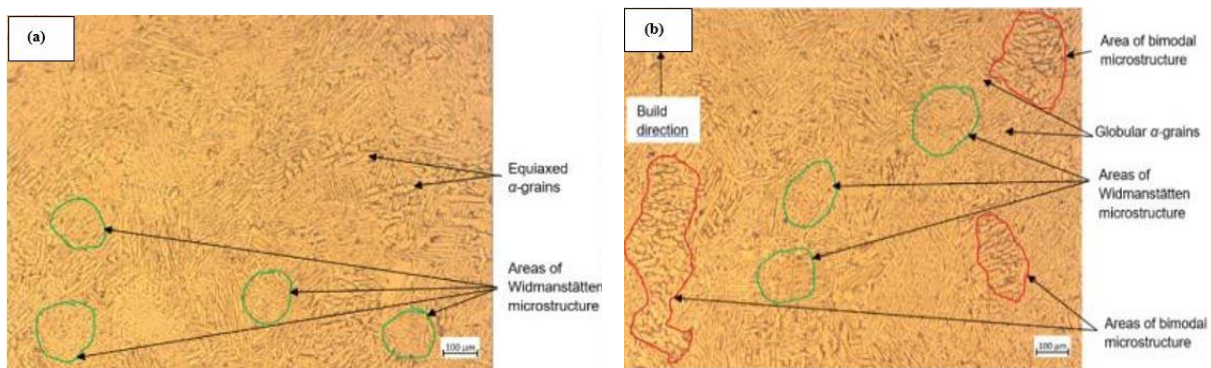 (a)
Equiaxed
α-grains
Areas of
Widmanstätten
microstructure
100 µm
(b)
Build
direction
Area of bimodal
microstructure
Globular α-grains
Areas of
Widmanstätten
microstructure
Areas of bimodal
microstructure
100 µm